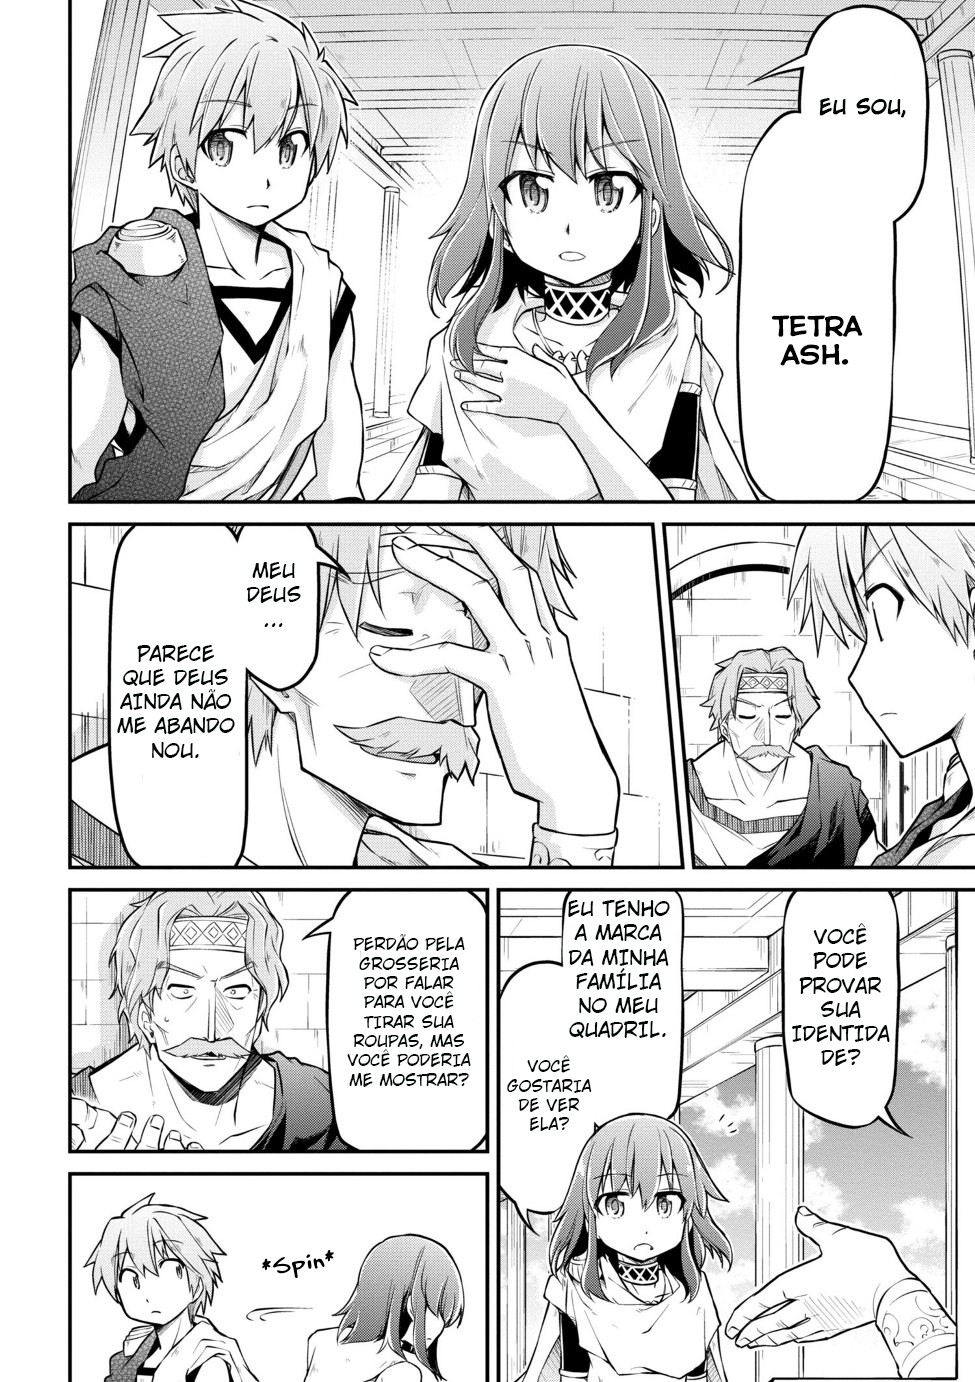 EU SOU,
TETRA
ASH.
MEU
DEUS
...
PARECE
QUE DEUS
AINDA NÃO
ME ABANDO
NOU.
VOCÊ
PODE
PROVAR
SUA
IDENTIDA
DE?
EU TENHO
A MARCA
DA MINHA
FAMÍLIA
NO MEU
QUADRIL.
VOCÊ
GOSTARIA
DE VER
ELA?
PERDÃO PELA
GROSSERIA
POR FALAR
PARA VOCÊ
TIRAR SUA
ROUPAS, MAS
VOCÊ PODERIA
ME MOSTRAR?
*Spin*